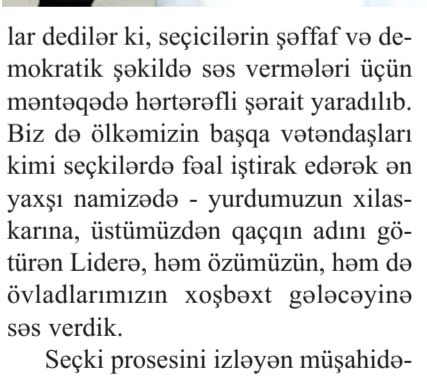 lar dedilər ki, seçicilərin şəffaf və de-
mokratik şəkildə səs vermələri üçün
məntəqədə hərtərəfli şərait yaradılıb.
Biz də ölkəmizin başqa vətəndaşları
kimi seçkilərdə fəal iştirak edərək ən
yaxşı namizədə - yurdumuzun xilas-
karına, üstümüzdən qaçqın adını gö-
türən Liderə, həm özümüzün, həm də
övladlarımızın xoşbəxt gələcəyinə
səs verdik.
Seçki prosesini izləyən müşahidə-